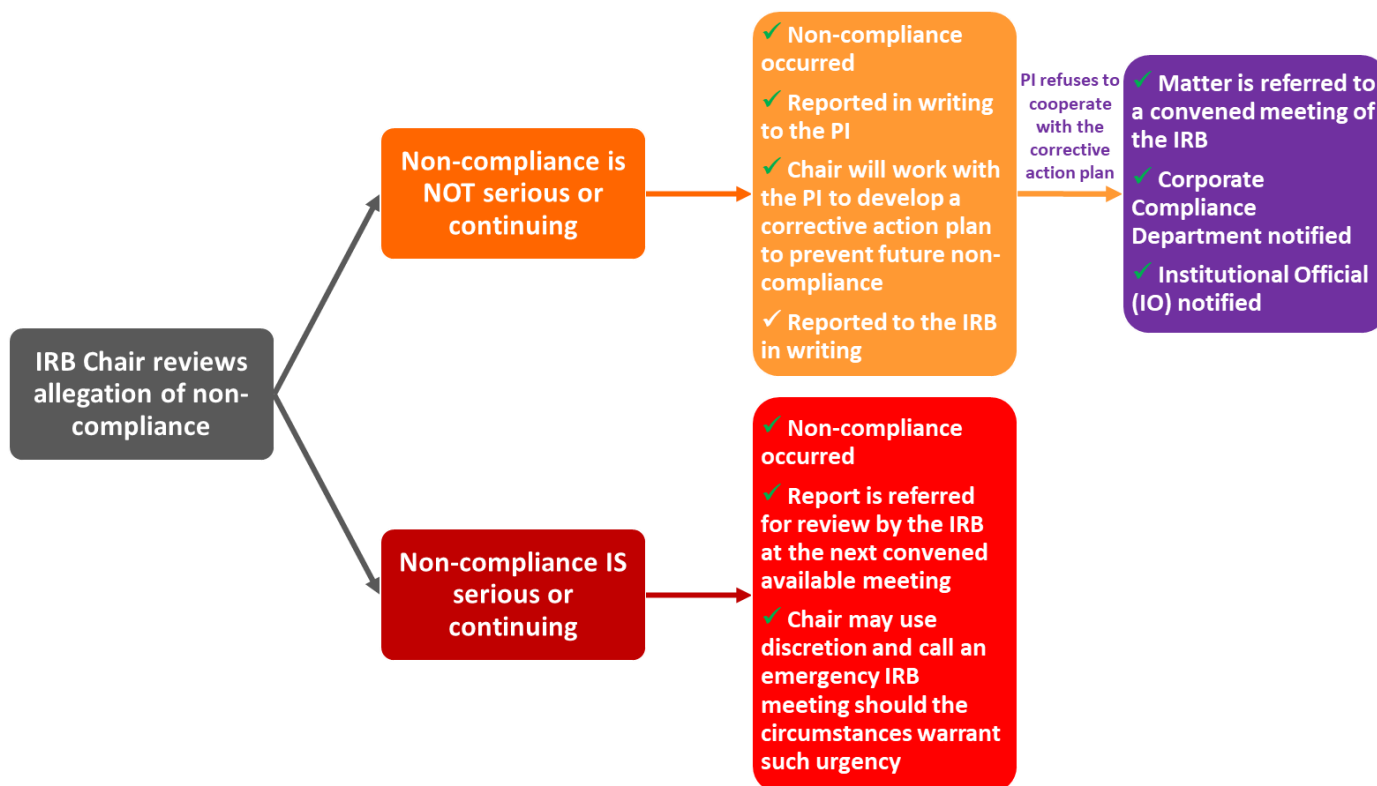 IRB Chair reviews
allegation of non-
compliance
Non-compliance is
NOT serious or
continuing
✓ Non-compliance
occurred
✓ Reported in writing
to the PI
✓ Chair will work with
the PI to develop a
corrective action plan
to prevent future non-
compliance
✓ Reported to the IRB
in writing
PI refuses to
cooperate
with the
corrective
action plan
✓ Matter is referred to
a convened meeting of
the IRB
✓ Corporate
Compliance
Department notified
✓ Institutional Official
(IO) notified
Non-compliance IS
serious or
continuing
✓ Non-compliance
occurred
✓ Report is referred
for review by the IRB
at the next convened
available meeting
✓ Chair may use
discretion and call an
emergency IRB
meeting should the
circumstances warrant
such urgency